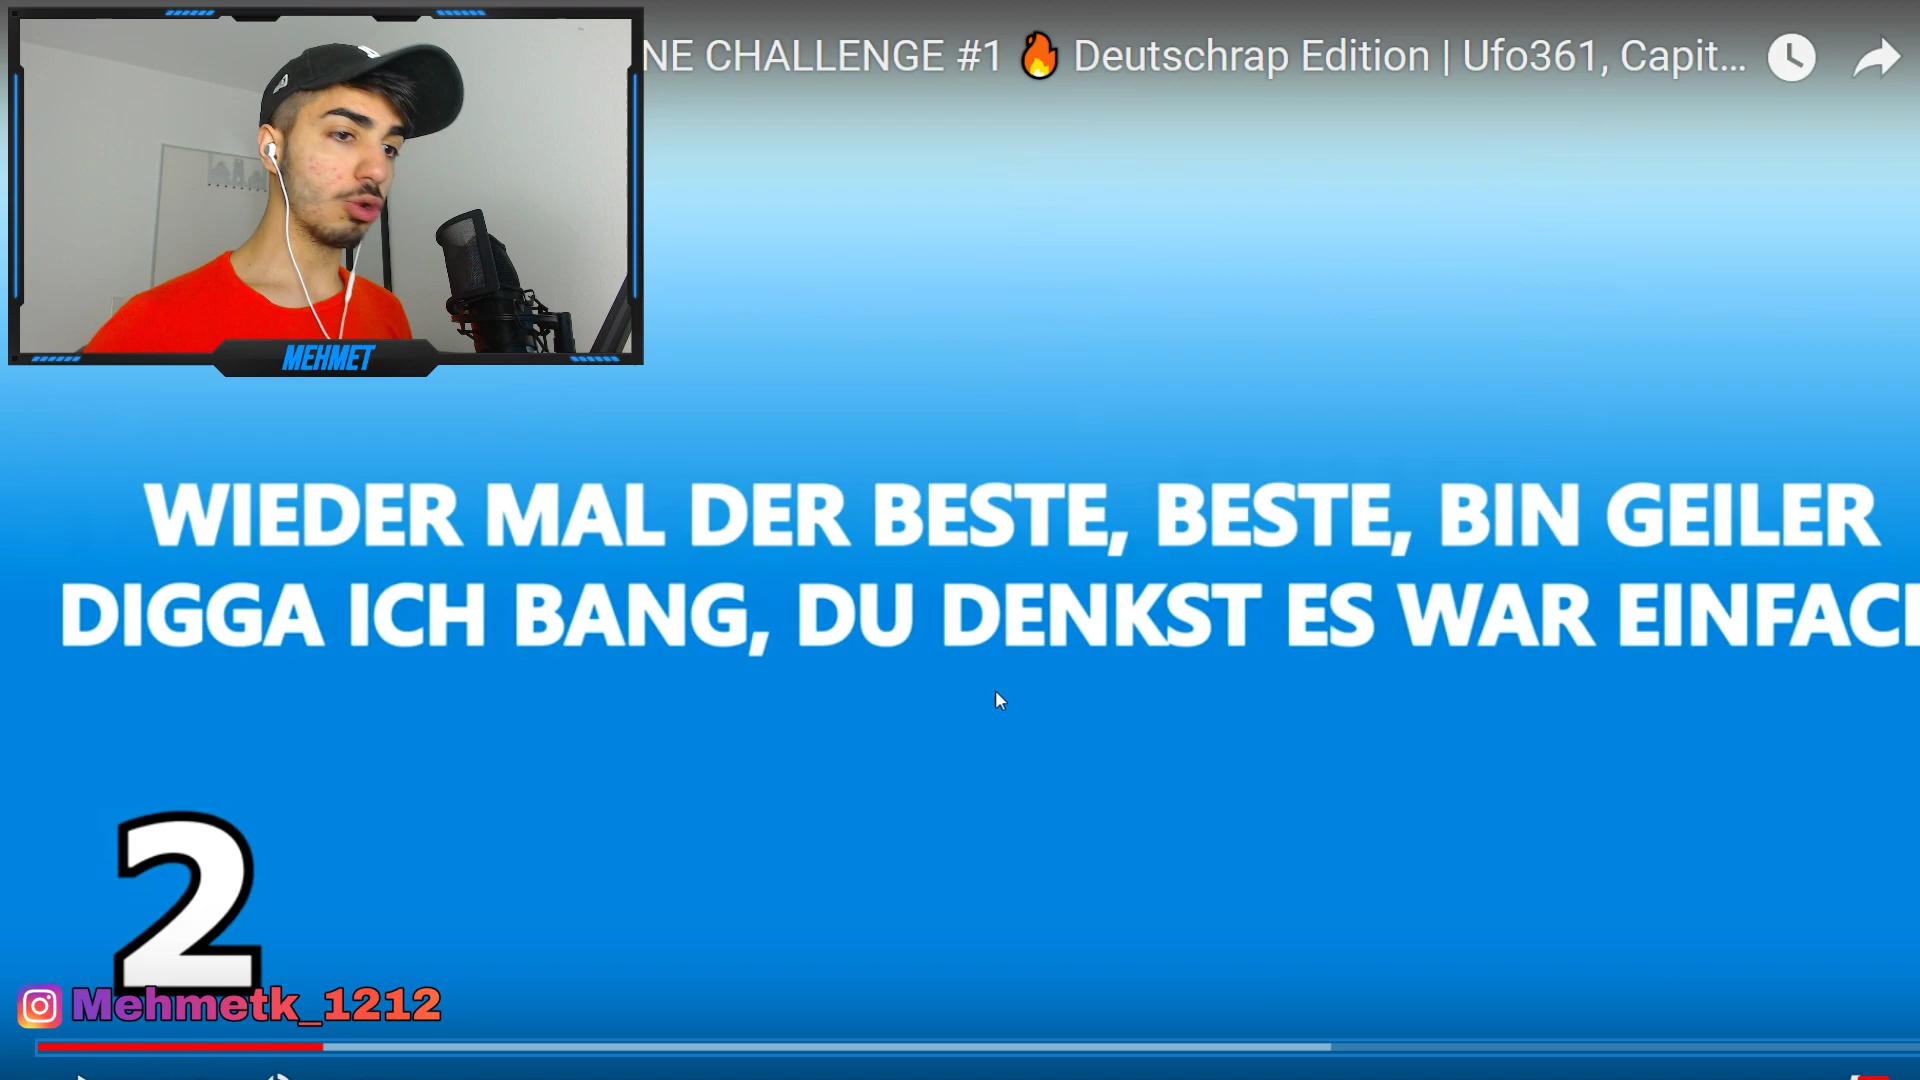 NE CHALLENGE #1 🔥 Deutschrap Edition | Ufo361, Capit...
MEHMET
WIEDER MAL DER BESTE, BESTE, BIN GEILER
DIGGA ICH BANG, DU DENKST ES WAR EINFACH
2
Mehmetk_1212